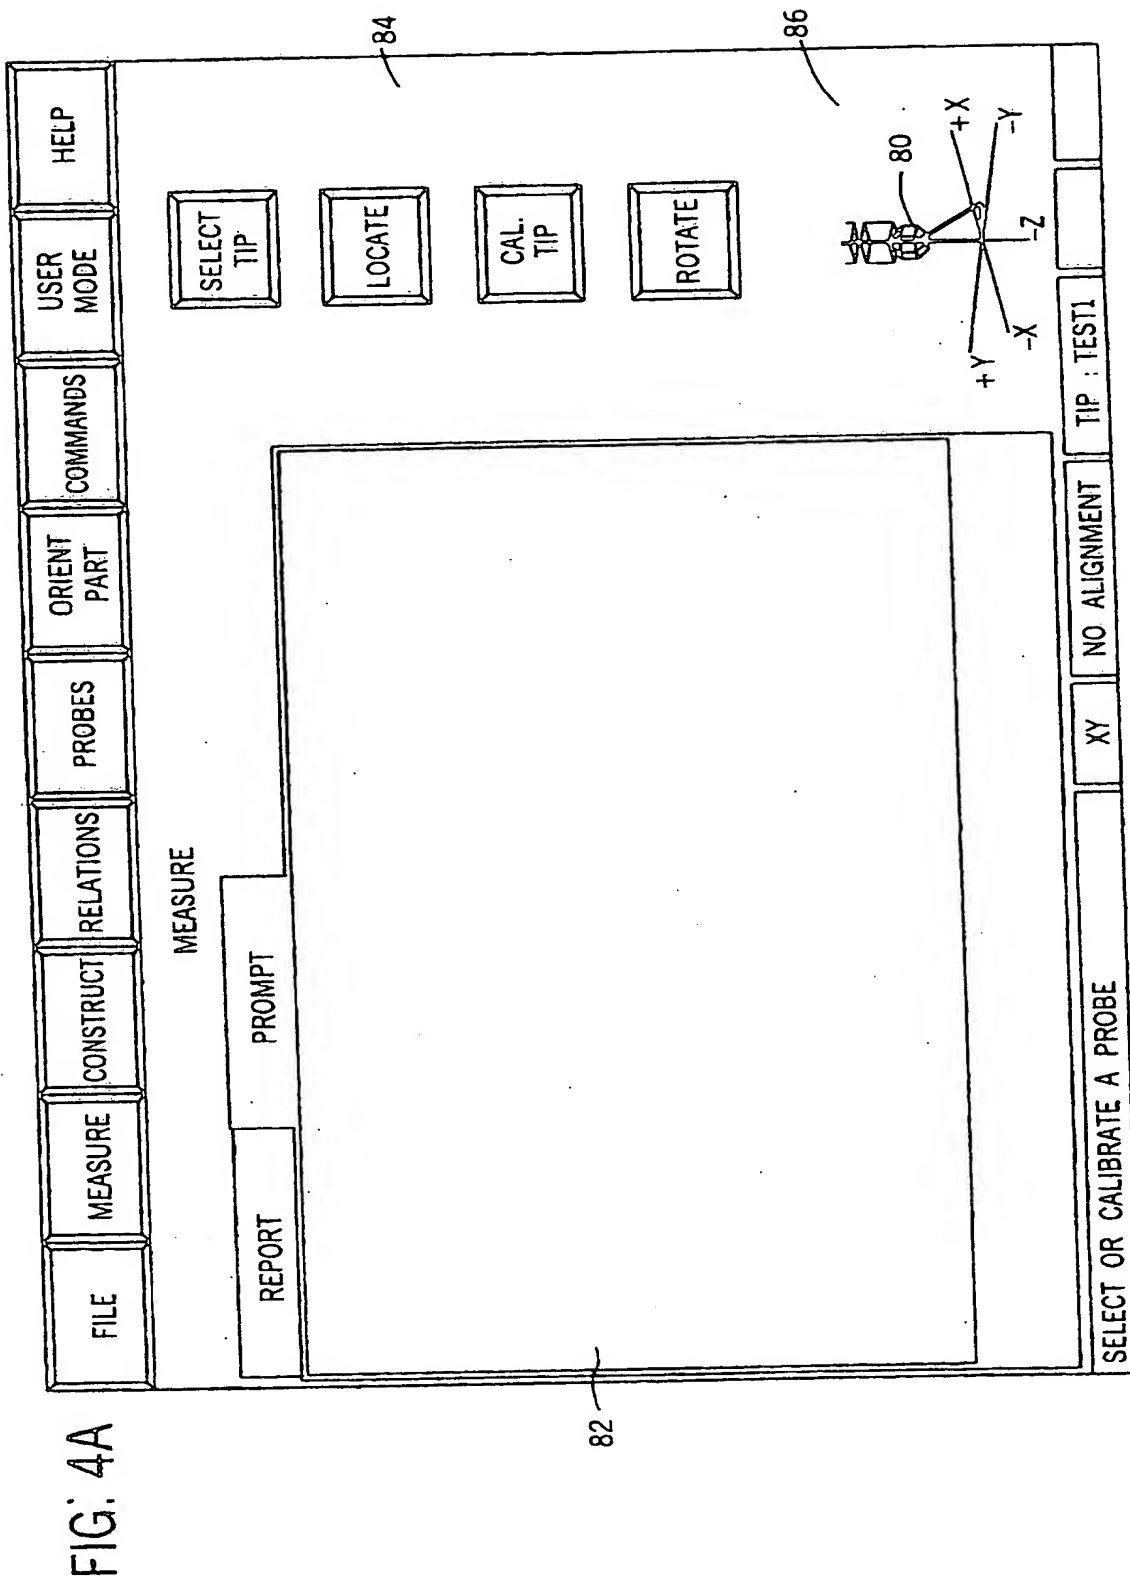 FIG. 4A
FILE
MEASURE
CONSTRUCT
RELATIONS
PROBES
ORIENT
PART
COMMANDS
USER
MODE
HELP
MEASURE
REPORT
PROMPT
82
84
SELECT
TIP
LOCATE
CAL.
TIP
ROTATE
86
80
+X
-Y
-Z
-X
+Y
SELECT OR CALIBRATE A PROBE
XY
NO ALIGNMENT
TIP : TEST1